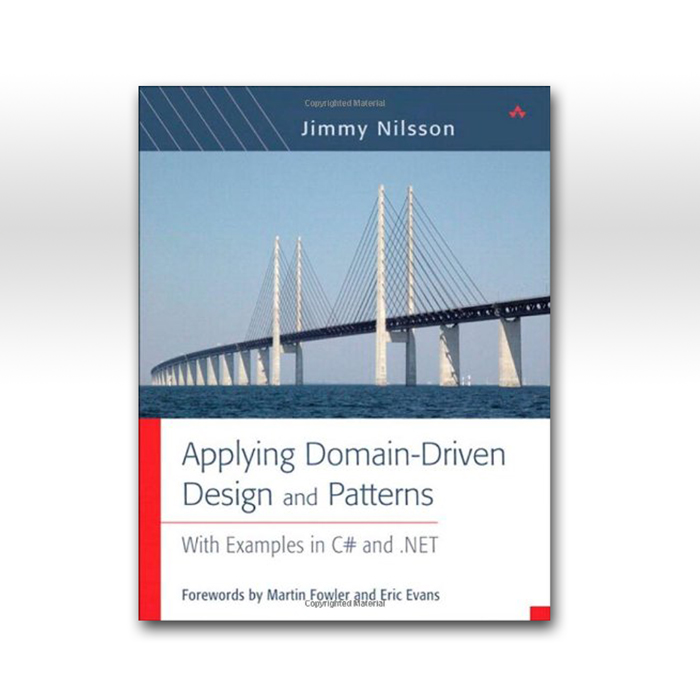 Copyrighted Material
Jimmy Nilsson
Applying Domain-Driven
Design and Patterns
With Examples in C# and .NET
Forewords by Martin Fowler and Eric Evans
Copyrighted Material